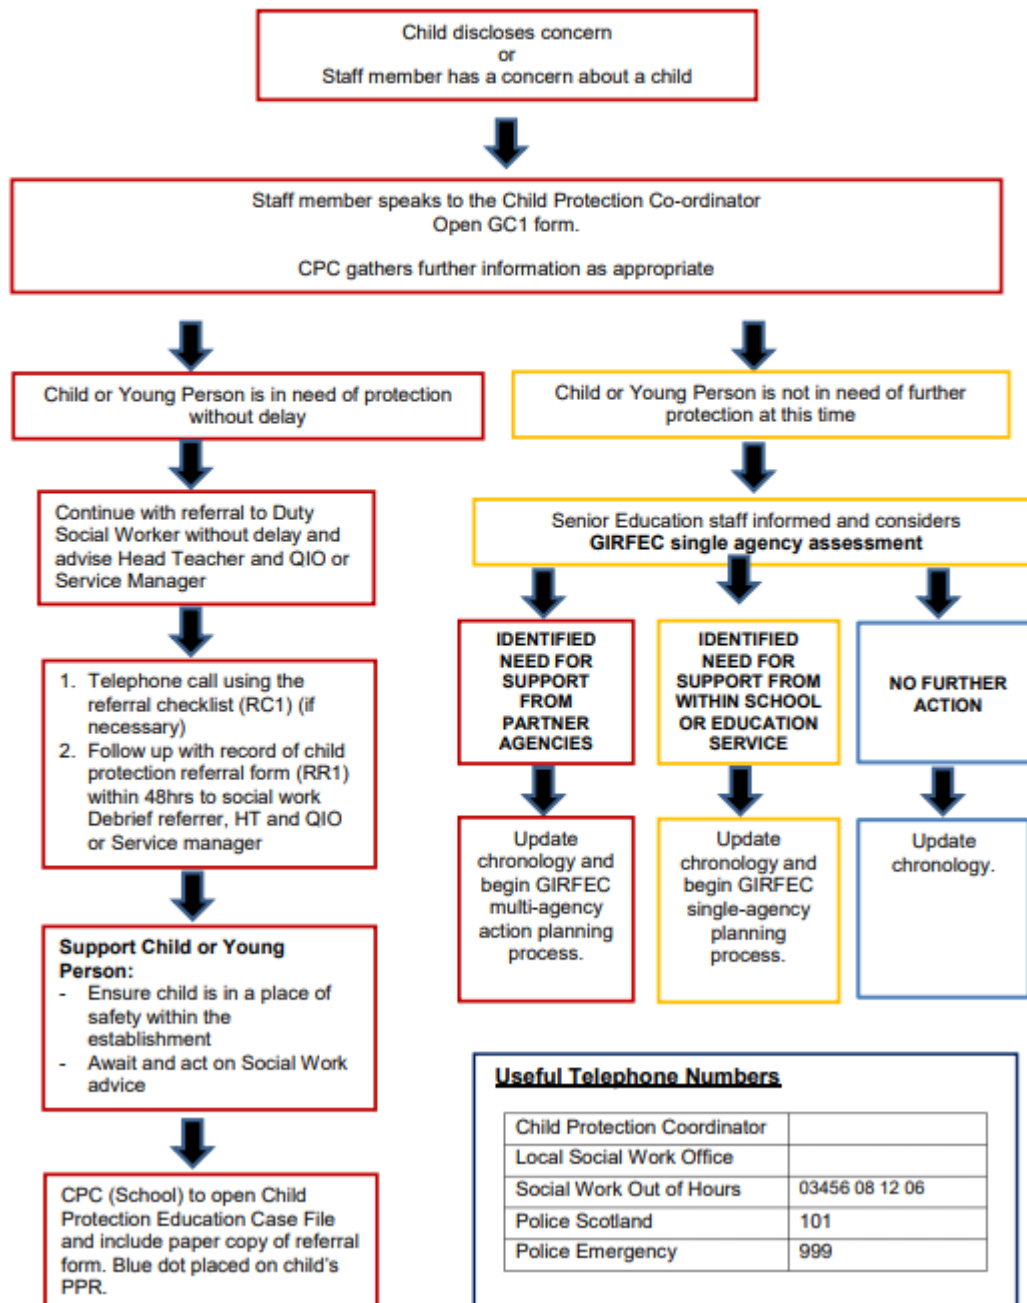 Child discloses concern
or
Staff member has a concern about a child
Staff member speaks to the Child Protection Co-ordinator
Open GC1 form.
CPC gathers further information as appropriate
Child or Young Person is in need of protection
without delay
Child or Young Person is not in need of further
protection at this time
Continue with referral to Duty
Social Worker without delay and
advise Head Teacher and QIO or
Service Manager
Senior Education staff informed and considers
GIRFEC single agency assessment
1. Telephone call using the
referral checklist (RC1) (if
necessary)
2. Follow up with record of child
protection referral form (RR1)
within 48hrs to social work
Debrief referrer, HT and QIO
or Service manager
IDENTIFIED
NEED FOR
SUPPORT
FROM
PARTNER
AGENCIES
IDENTIFIED
NEED FOR
SUPPORT FROM
WITHIN SCHOOL
OR EDUCATION
SERVICE
NO FURTHER
ACTION
Update
chronology and
begin GIRFEC
multi-agency
action planning
process.
Update
chronology and
begin GIRFEC
single-agency
planning
process.
Update
chronology.
Support Child or Young
Person:
- Ensure child is in a place of
safety within the
establishment
- Await and act on Social Work
advice
CPC (School) to open Child
Protection Education Case File
and include paper copy of referral
form. Blue dot placed on child's
PPR.
Useful Telephone Numbers
Child Protection Coordinator
Local Social Work Office
Social Work Out of Hours 03456 08 12 06
Police Scotland 101
Police Emergency 999